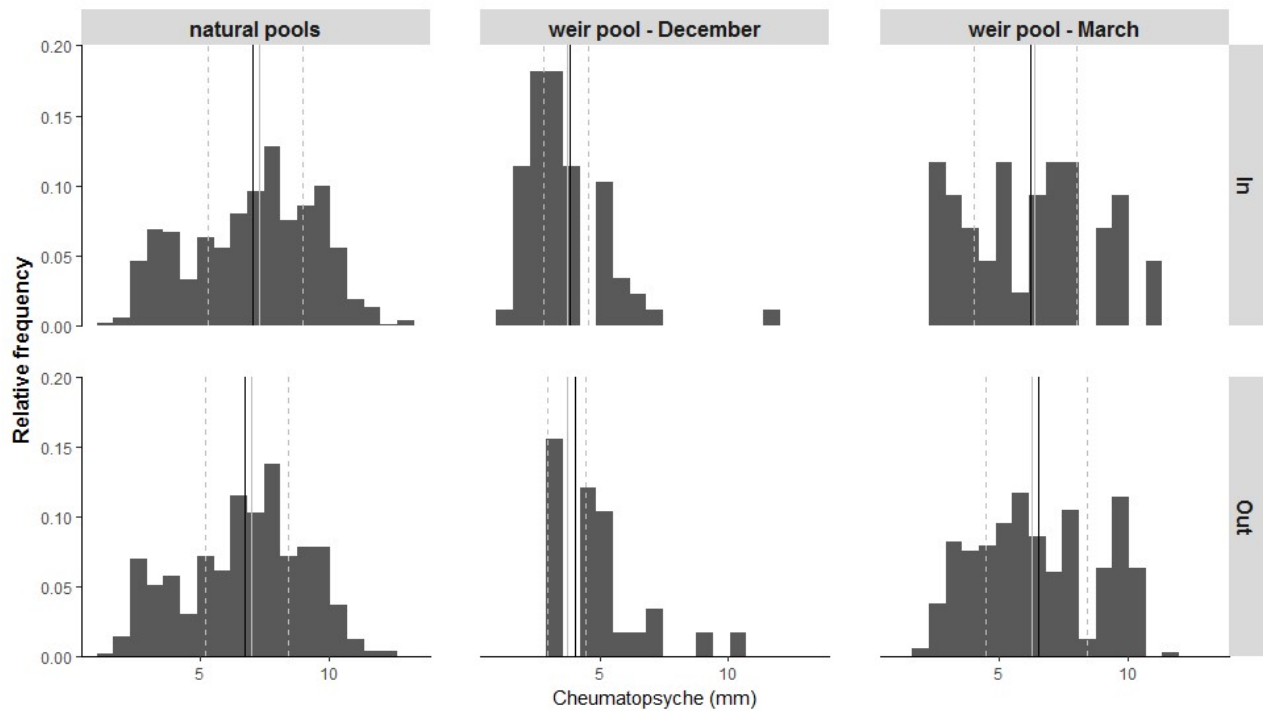 natural pools
weir pool - December
weir pool - March
0.20
0.15
0.10
0.05
0.00
In
Relative frequency
0.20
0.15
0.10
0.05
0.00
Out
5
10
5
10
5
10
Cheumatopsyche (mm)